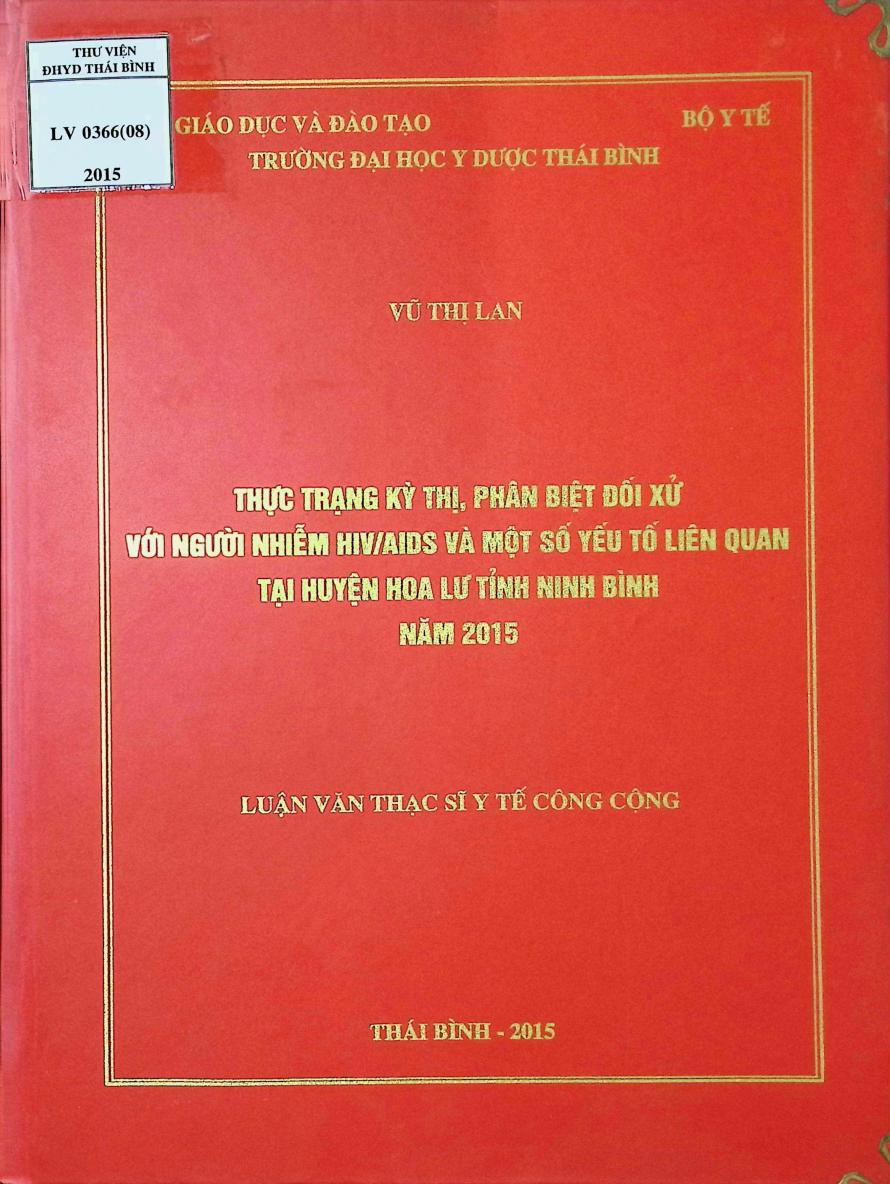 THƯ VIỆN
ĐHYD THÁI BÌNH
LV 0366(08)
2015
GIÁO DỤC VÀ ĐÀO TẠO
BỘ Y TẾ
TRƯỜNG ĐẠI HỌC Y DƯỢC THÁI BÌNH
VŨ THỊ LAN
THỰC TRẠNG KỲ THỊ, PHÂN BIỆT ĐỐI XỬ
VỚI NGƯỜI NHIỄM HIV/AIDS VÀ MỘT SỐ YẾU TỐ LIÊN QUAN
TẠI HUYỆN HOA LƯ TỈNH NINH BÌNH
NĂM 2015
LUẬN VĂN THẠC SĨ Y TẾ CÔNG CỘNG
THÁI BÌNH - 2015